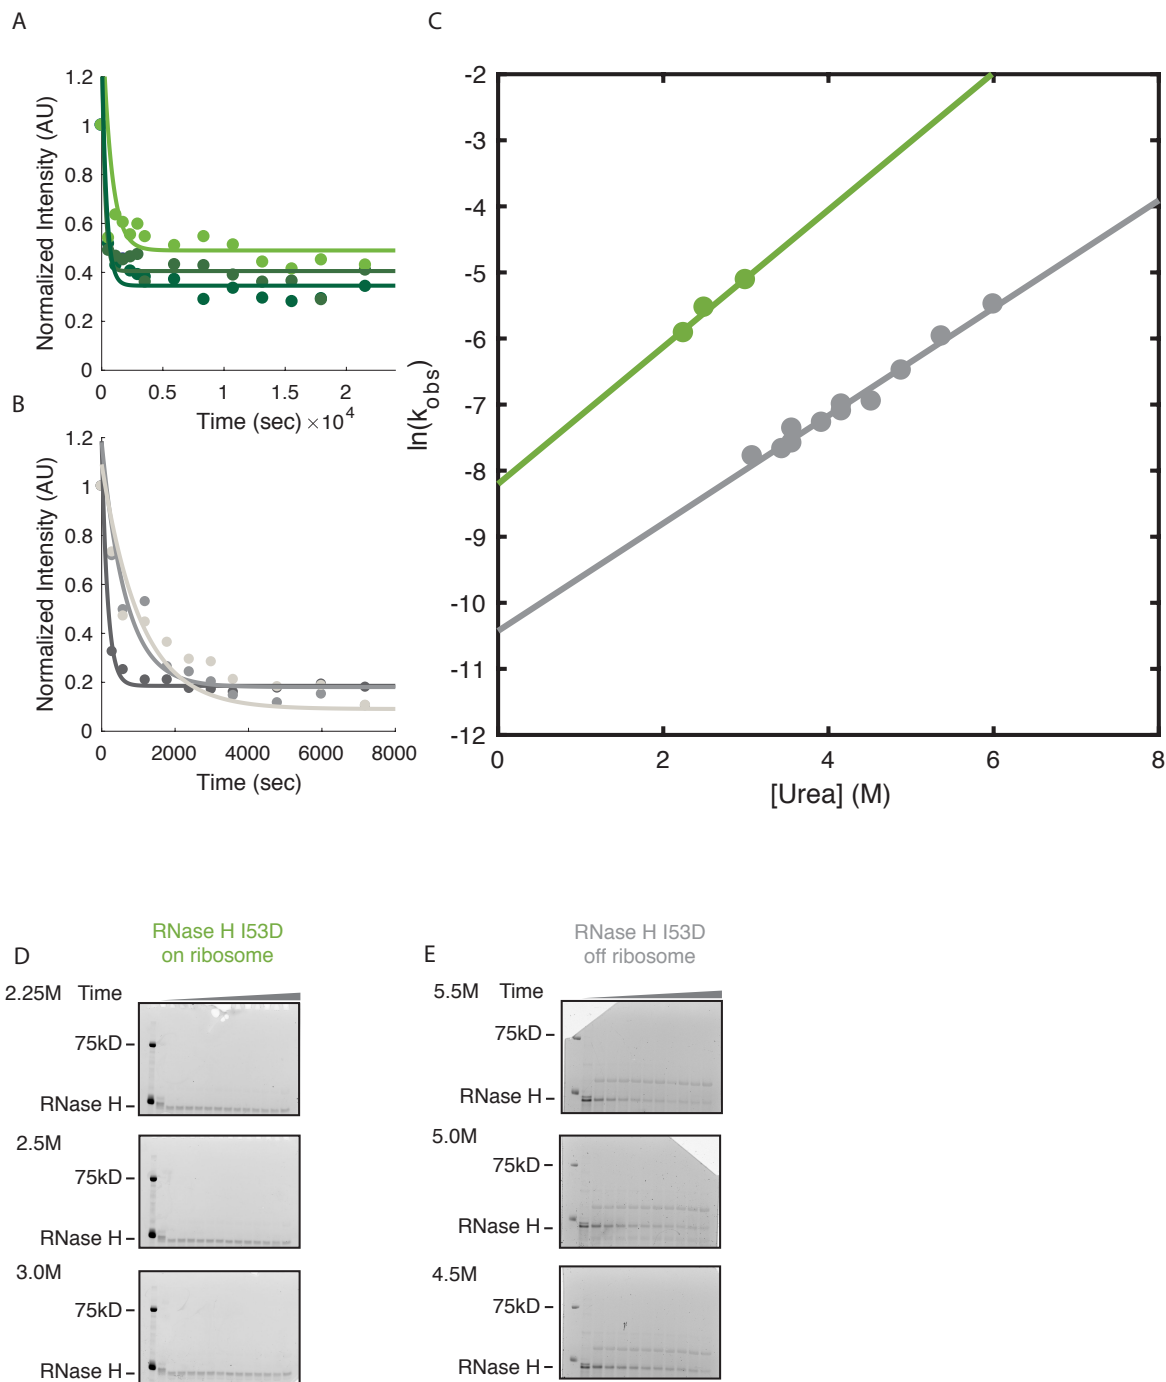 A
1.2
1
0.8
0.6
0.4
0.2
0
Normalized Intensity (AU)
0 0.5 1 1.5 2
Time (sec) ×10^4
B
1.2
1
0.8
0.6
0.4
0.2
0
Normalized Intensity (AU)
0 2000 4000 6000 8000
Time (sec)
C
-2
-3
-4
-5
-6
-7
-8
-9
-10
-11
-12
ln(k_obs)
0 2 4 6 8
[Urea] (M)
D
RNase H I53D
on ribosome
2.25M Time
75kD
RNase H
2.5M
75kD
RNase H
3.0M
75kD
RNase H
E
RNase H I53D
off ribosome
5.5M Time
75kD
RNase H
5.0M
75kD
RNase H
4.5M
75kD
RNase H